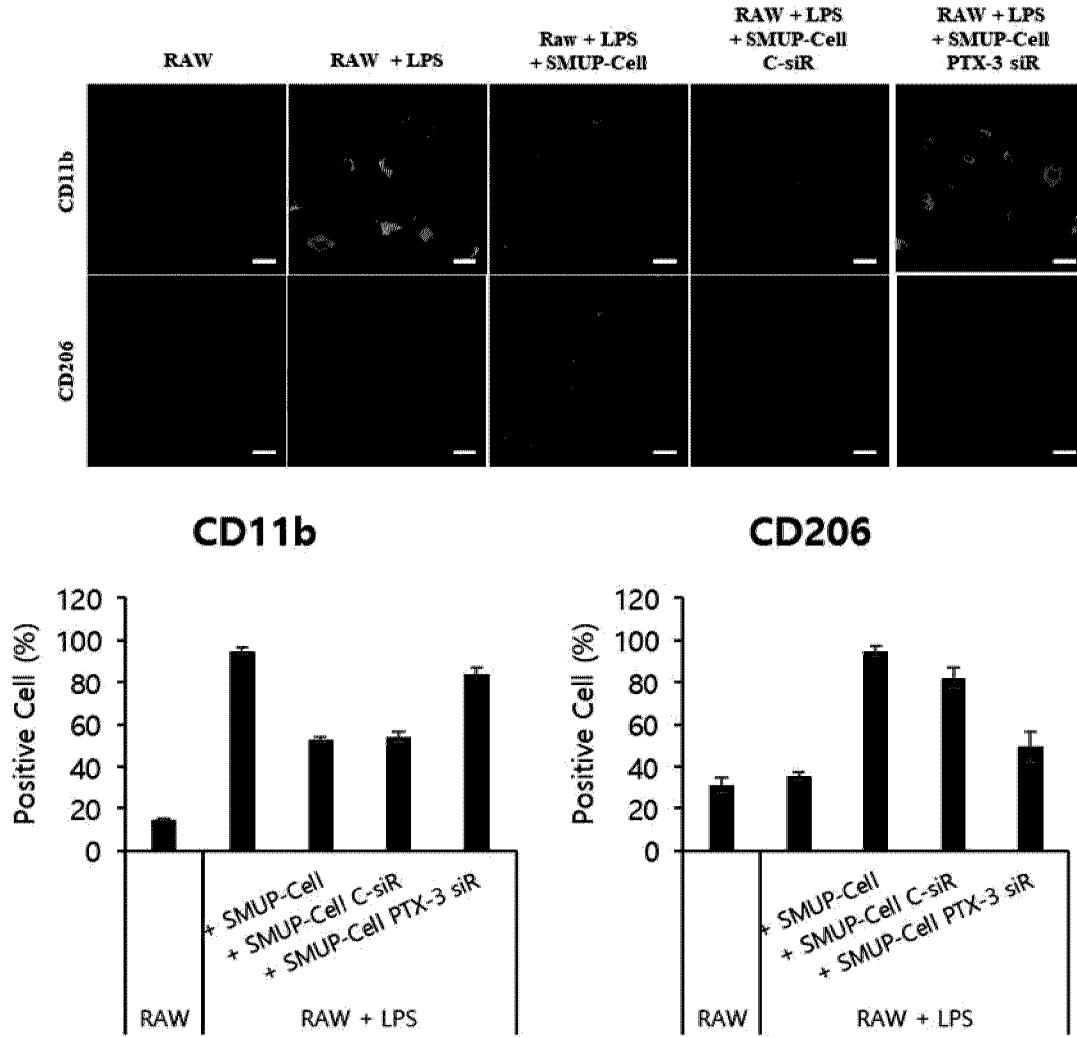 RAW
RAW + LPS
Raw + LPS
+ SMUP-Cell
RAW + LPS
+ SMUP-Cell
C-siR
RAW + LPS
+ SMUP-Cell
PTX-3 siR
CD11b
CD206
CD11b
Positive Cell (%)
120
100
80
60
40
20
0
+ SMUP-Cell
+ SMUP-Cell C-siR
+ SMUP-Cell PTX-3 siR
RAW
RAW + LPS
CD206
Positive Cell (%)
120
100
80
60
40
20
0
+ SMUP-Cell
+ SMUP-Cell C-siR
+ SMUP-Cell PTX-3 siR
RAW
RAW + LPS